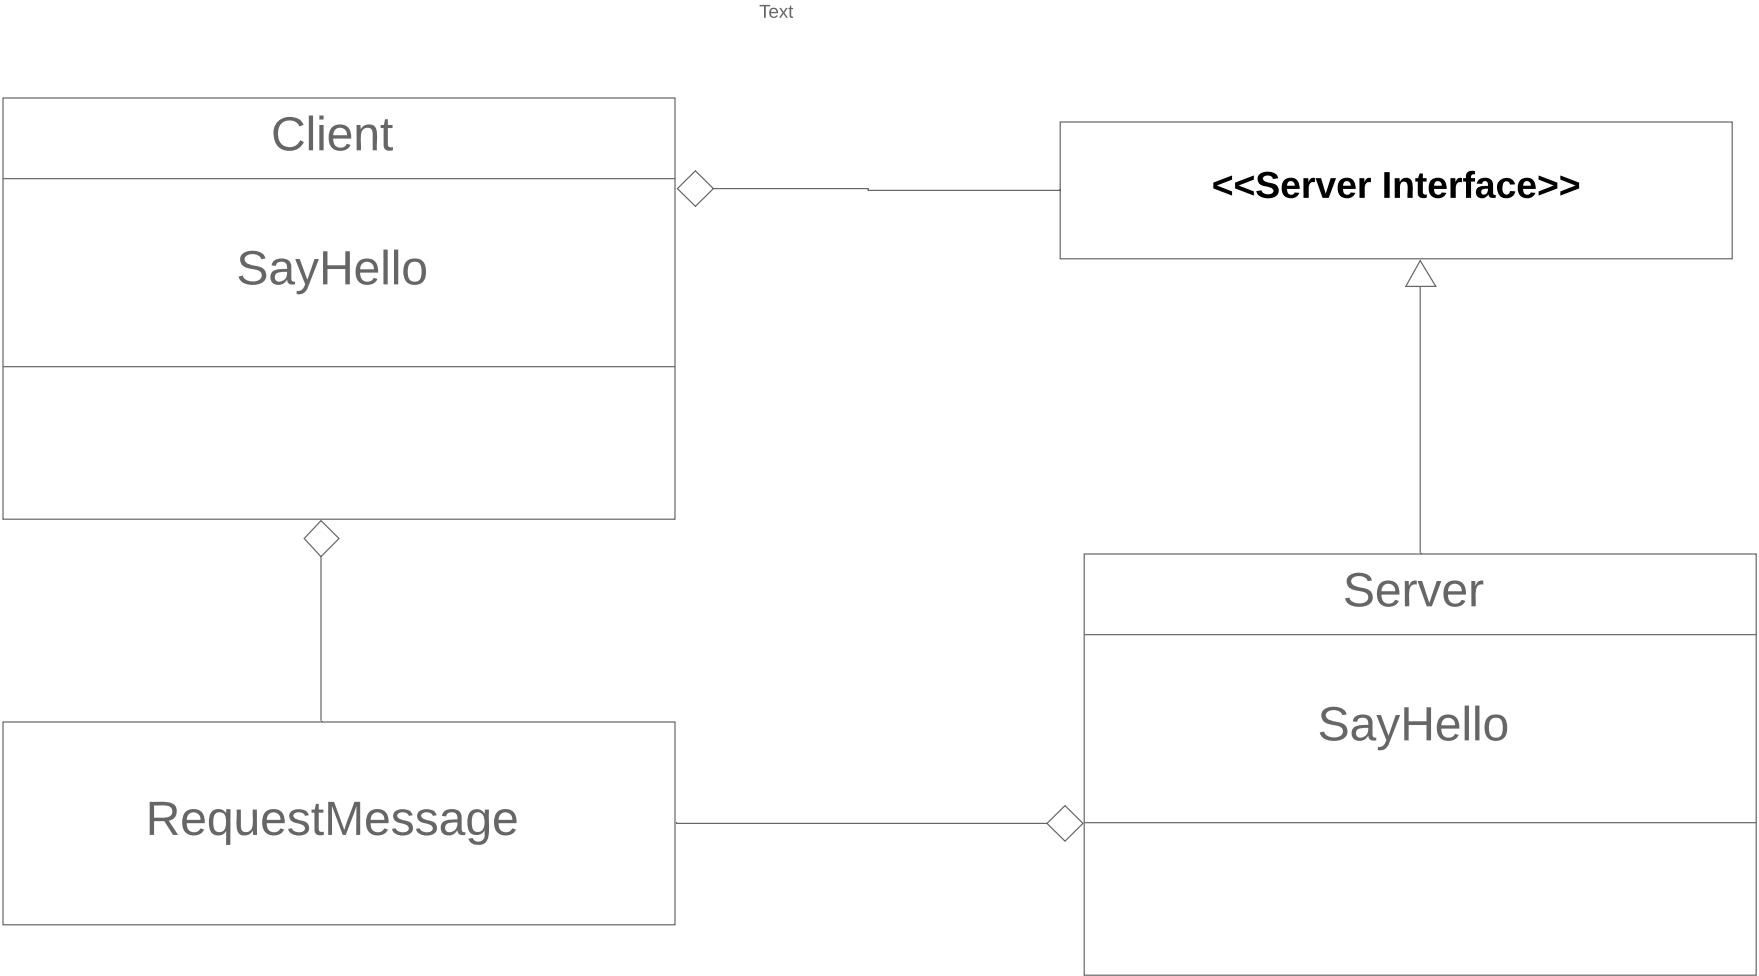 Text
Client
<<Server Interface>>
SayHello
Server
SayHello
RequestMessage